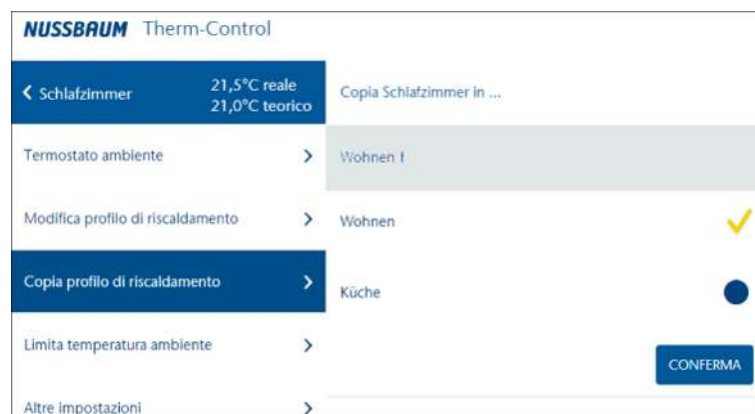 NUSSBAUM Therm-Control
Schlafzimmer
21,5°C reale
21,0°C teorico
Termostato ambiente
Modifica profilo di riscaldamento
Copia profilo di riscaldamento
Limita temperatura ambiente
Altre impostazioni
Copia Schlafzimmer in ...
Wohnen
Wohnen
Küche
CONFERMA